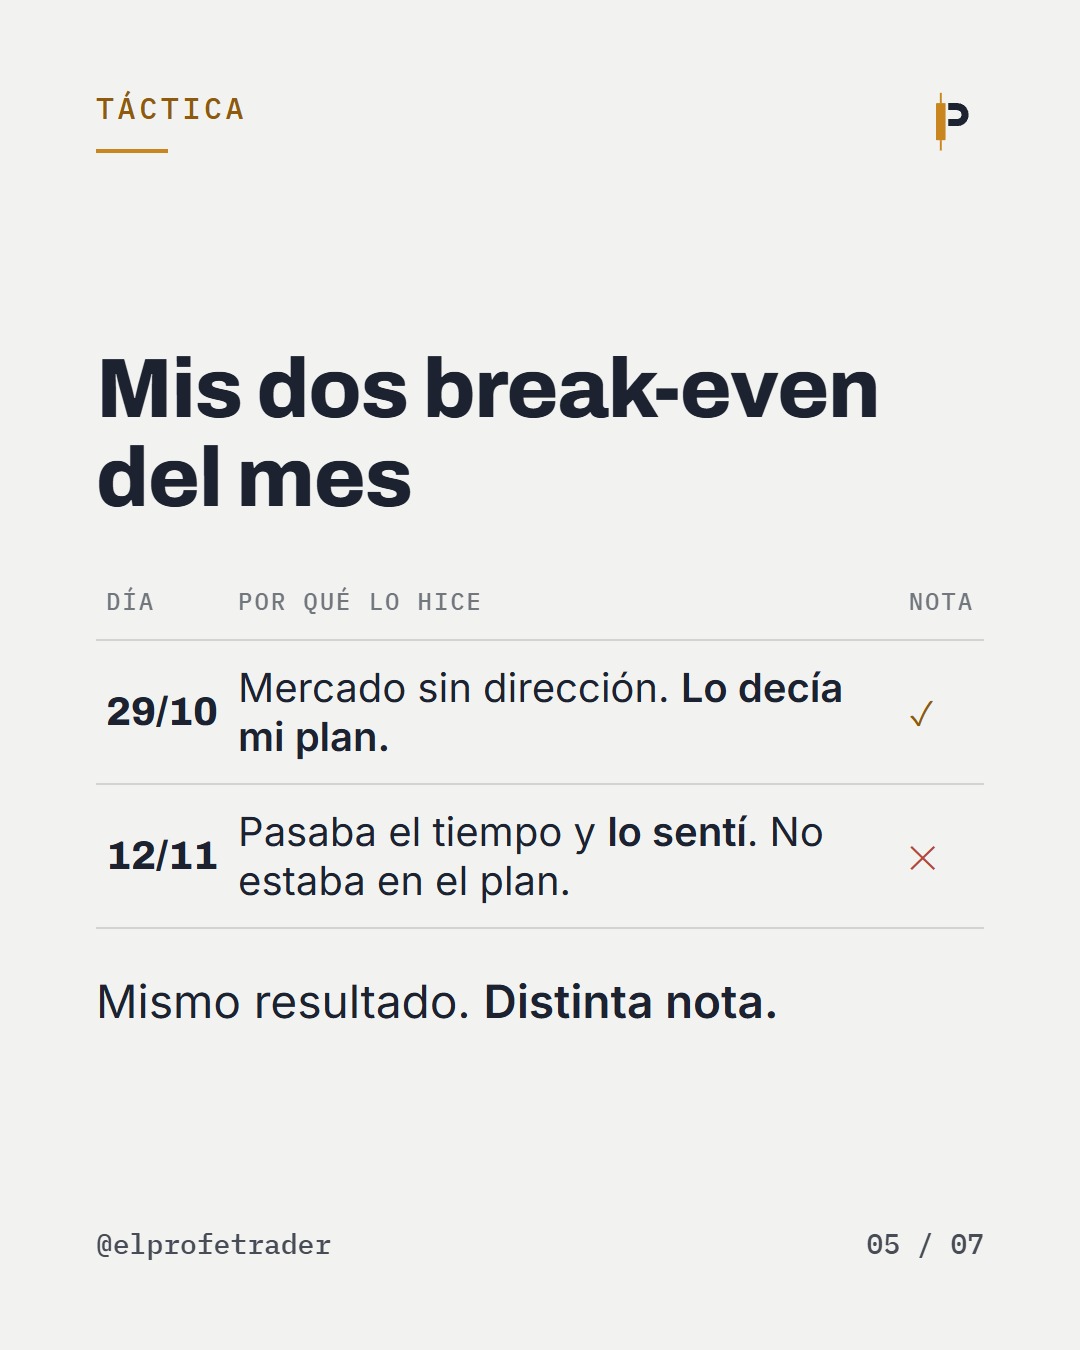 TÁCTICA
P
Mis dos break-even
del mes
DÍA POR QUÉ LO HICE NOTA
29/10 Mercado sin dirección. Lo decía
mi plan. ✓
12/11 Pasaba el tiempo y lo sentí. No
estaba en el plan. ✕
Mismo resultado. Distinta nota.
@elprofetrader 05 / 07